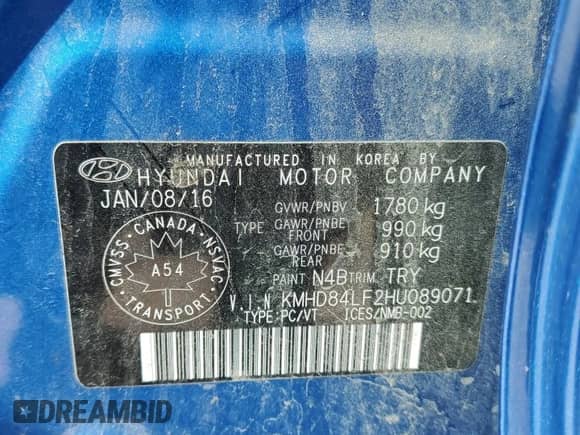 MANUFACTURED IN KOREA BY
HYUNDAI MOTOR COMPANY
JAN/08/16
GVWR/PNBV 1780 kg
TYPE GAWR/PNBE FRONT 990 kg
GAWR/PNBE REAR 910 kg
CMVSS · CANADA · NSVAC
A54
TRANSPORT
PAINT N4B TRIM TRY
V.I.N KMHD84LF2HU089071
TYPE:PC/VT ICES/NMB-002
DREAMBID